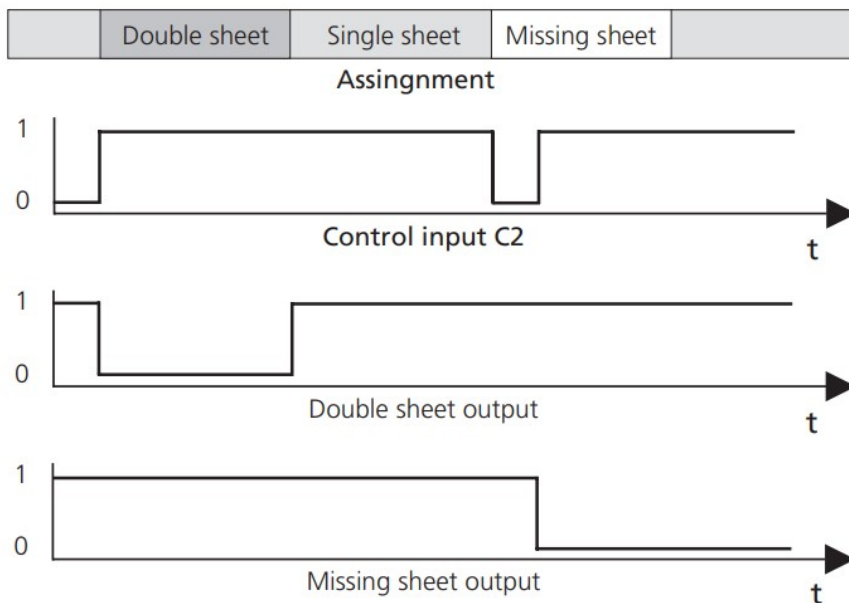 Double sheet Single sheet Missing sheet
Assingnment
1
0
Control input C2
t
1
0
Double sheet output
t
1
0
Missing sheet output
t